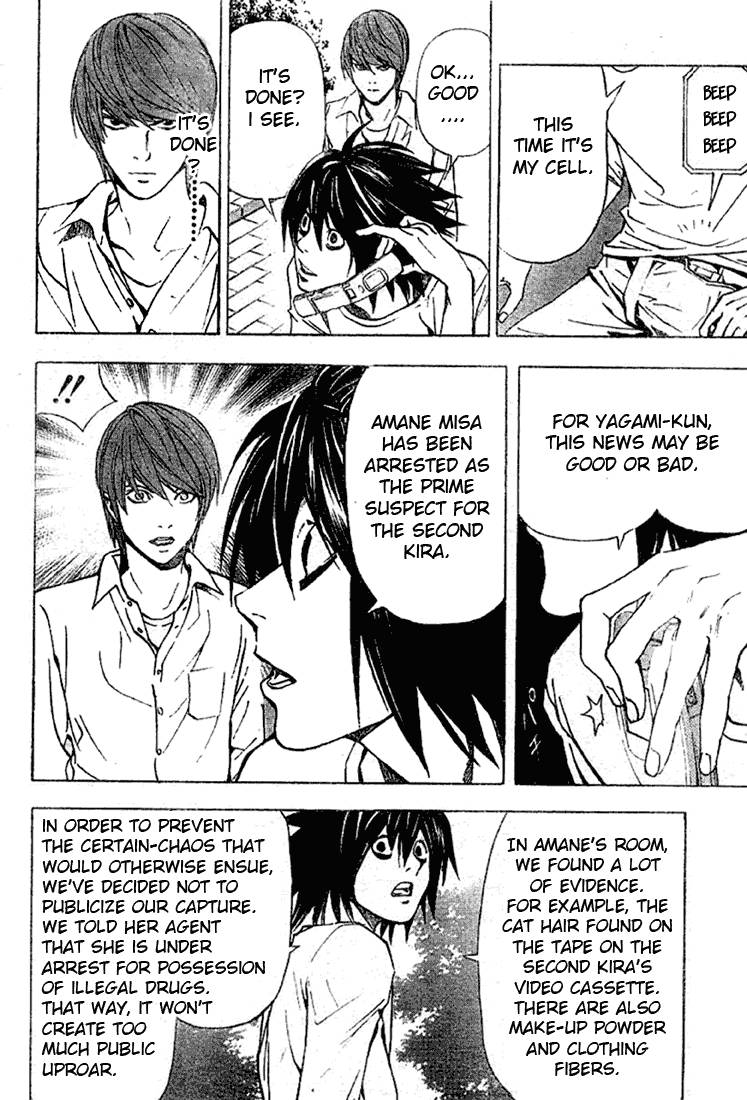 BEEP
BEEP
BEEP
THIS
TIME IT'S
MY CELL.
OK...
GOOD
....
IT'S
DONE?
I SEE.
IT'S
DONE
?......
FOR YAGAMI-KUN,
THIS NEWS MAY BE
GOOD OR BAD.
AMANE MISA
HAS BEEN
ARRESTED AS
THE PRIME
SUSPECT FOR
THE SECOND
KIRA.
!!
IN AMANE'S ROOM,
WE FOUND A LOT
OF EVIDENCE.
FOR EXAMPLE, THE
CAT HAIR FOUND ON
THE TAPE ON THE
SECOND KIRA'S
VIDEO CASSETTE.
THERE ARE ALSO
MAKE-UP POWDER
AND CLOTHING
FIBERS.
IN ORDER TO PREVENT
THE CERTAIN-CHAOS THAT
WOULD OTHERWISE ENSUE,
WE'VE DECIDED NOT TO
PUBLICIZE OUR CAPTURE.
WE TOLD HER AGENT
THAT SHE IS UNDER
ARREST FOR POSSESSION
OF ILLEGAL DRUGS.
THAT WAY, IT WON'T
CREATE TOO
MUCH PUBLIC
UPROAR.